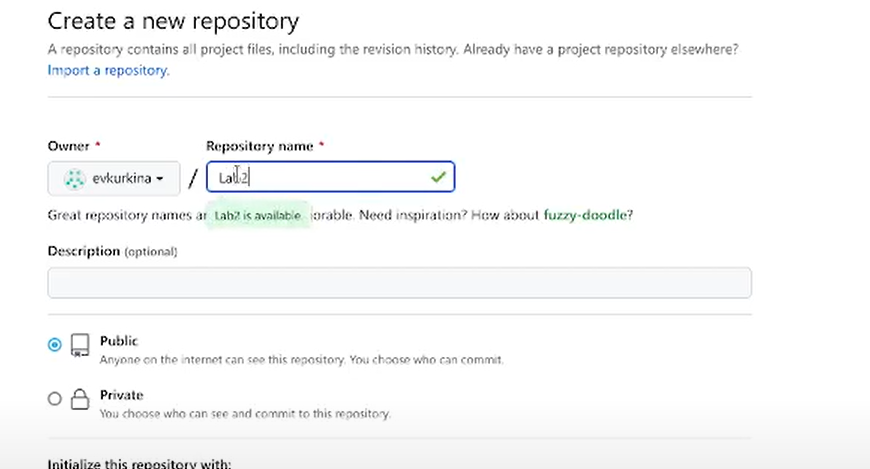 Create a new repository
A repository contains all project files, including the revision history. Already have a project repository elsewhere?
Import a repository.
Owner * Repository name *
evkurkina / Lab2
Great repository names ar Lab2 is available. orable. Need inspiration? How about fuzzy-doodle?
Description (optional)
Public
Anyone on the internet can see this repository. You choose who can commit.
Private
You choose who can see and commit to this repository.
Initialize this repository with: